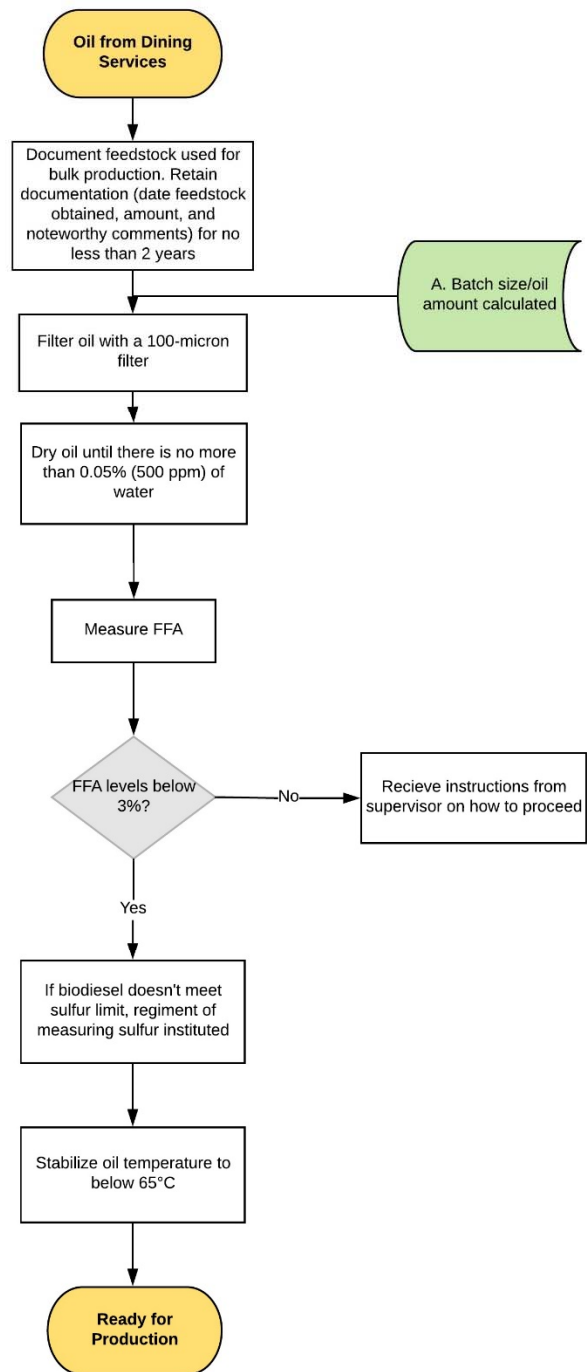 Oil from Dining
Services
Document feedstock used for
bulk production. Retain
documentation (date feedstock
obtained, amount, and
noteworthy comments) for no
less than 2 years
A. Batch size/oil
amount calculated
Filter oil with a 100-micron
filter
Dry oil until there is no more
than 0.05% (500 ppm) of
water
Measure FFA
FFA levels below
3%?
No
Recieve instructions from
supervisor on how to proceed
Yes
If biodiesel doesn't meet
sulfur limit, regiment of
measuring sulfur instituted
Stabilize oil temperature to
below 65°C
Ready for
Production